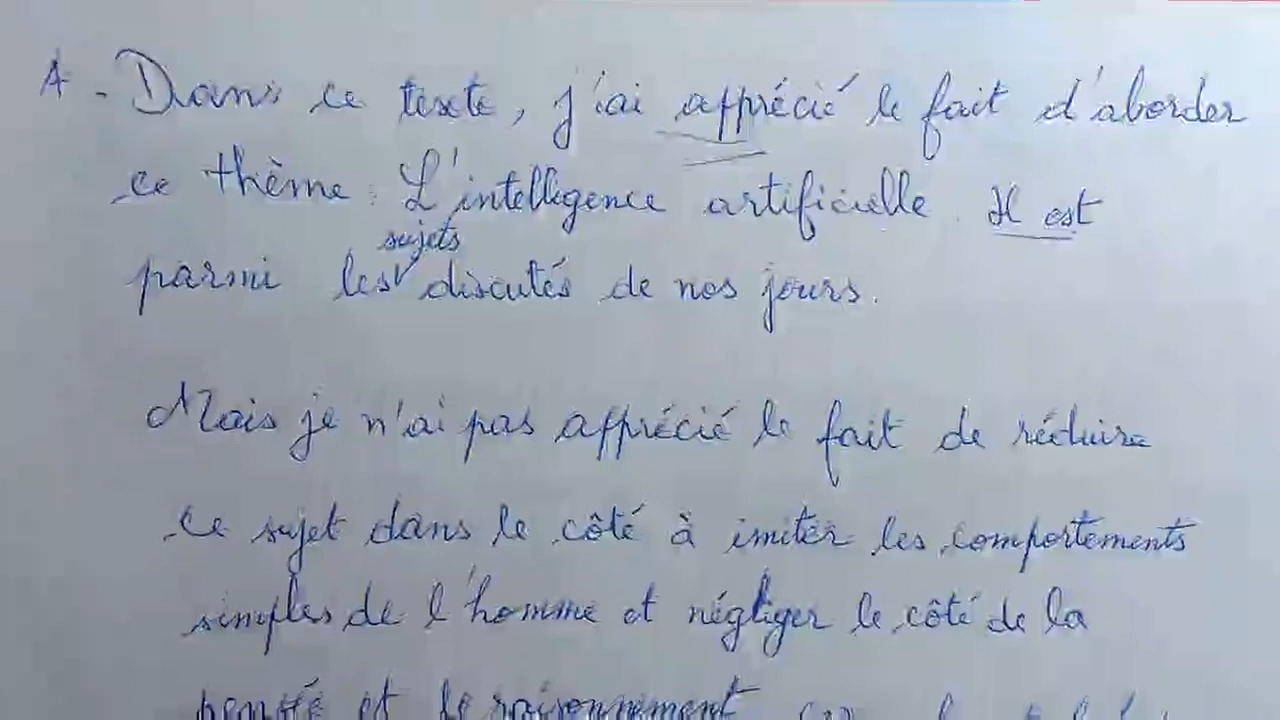 A - Dans ce texte, j'ai apprécié le fait d'aborder
ce thème : L'intelligence artificielle. Il est
sujets
parmi les discutés de nos jours.
Mais je n'ai pas apprécié le fait de réduire
ce sujet dans le côté à imiter les comportements
simples de l'homme et négliger le côté de la
pensée et le raisonnement